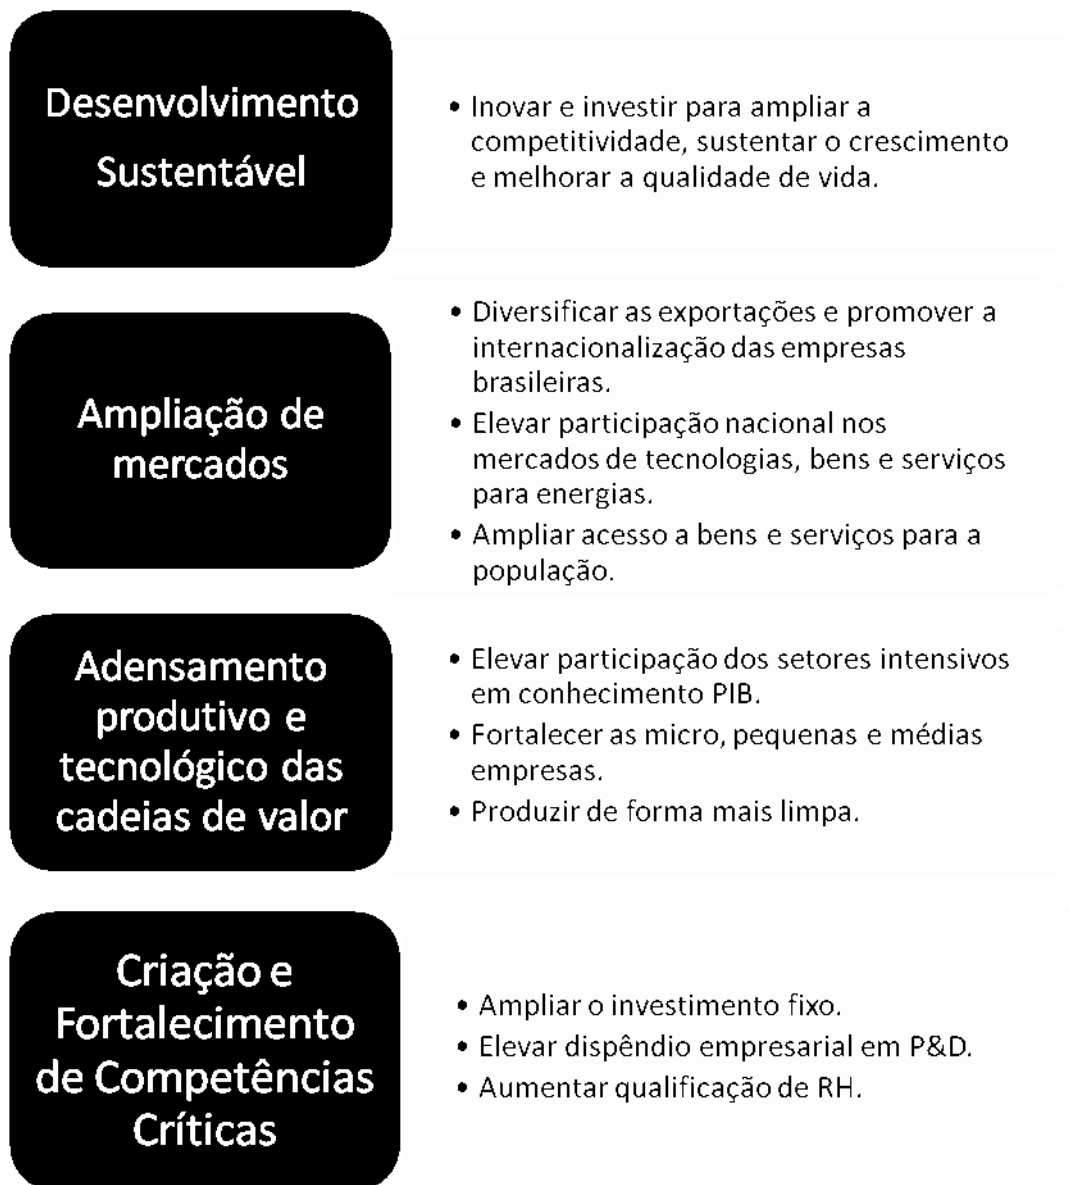 Desenvolvimento
Sustentável
• Inovar e investir para ampliar a
competitividade, sustentar o crescimento
e melhorar a qualidade de vida.
Ampliação de
mercados
• Diversificar as exportações e promover a
internacionalização das empresas
brasileiras.
• Elevar participação nacional nos
mercados de tecnologias, bens e serviços
para energias.
• Ampliar acesso a bens e serviços para a
população.
Adensamento
produtivo e
tecnológico das
cadeias de valor
• Elevar participação dos setores intensivos
em conhecimento PIB.
• Fortalecer as micro, pequenas e médias
empresas.
• Produzir de forma mais limpa.
Criação e
Fortalecimento
de Competências
Críticas
• Ampliar o investimento fixo.
• Elevar dispêndio empresarial em P&D.
• Aumentar qualificação de RH.